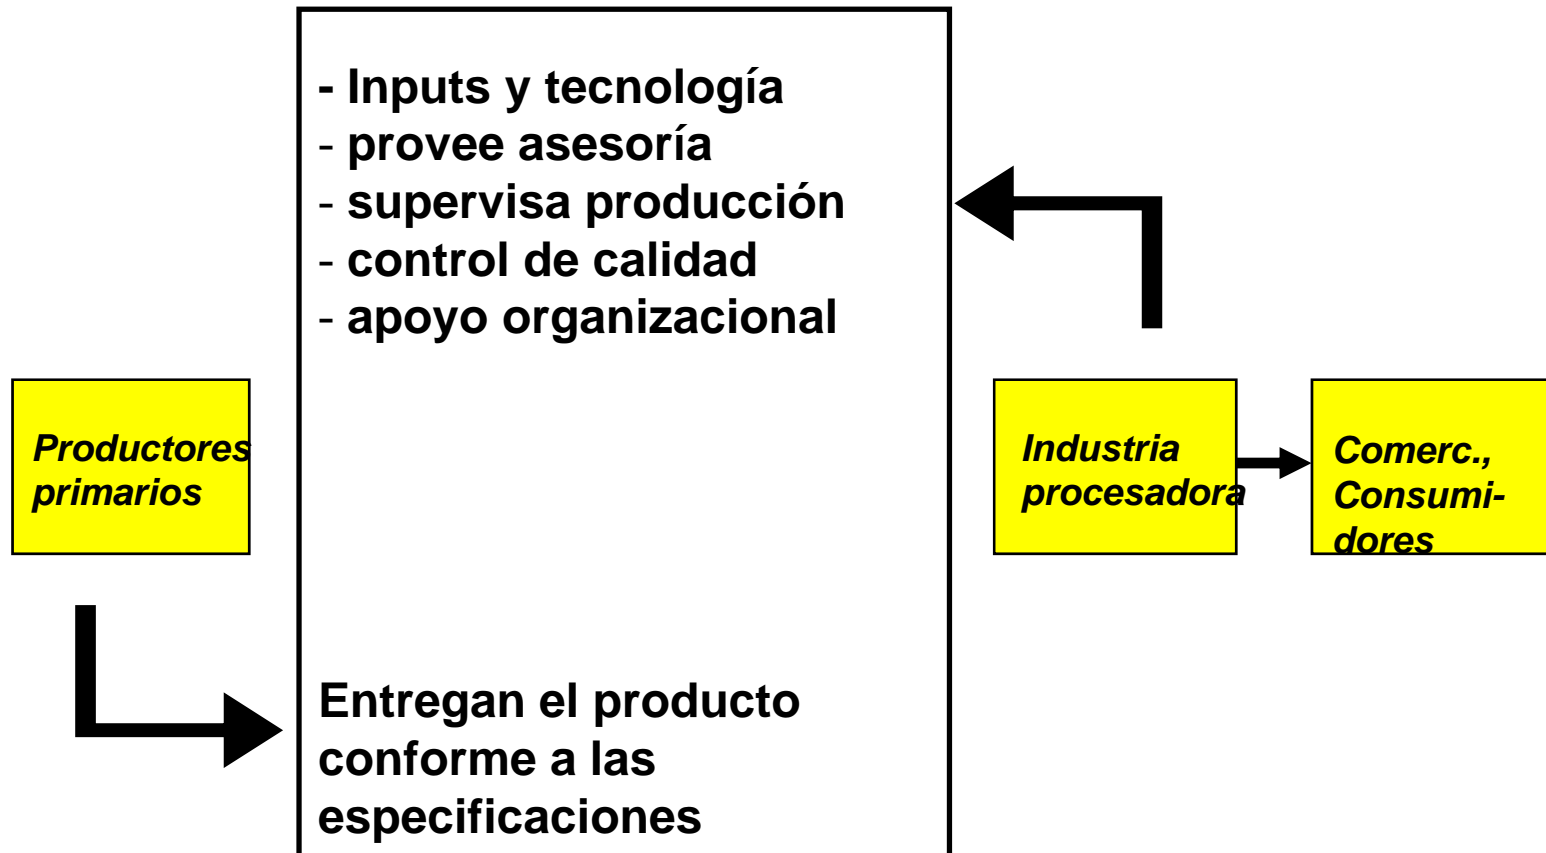 - Inputs y tecnología
- provee asesoría
- supervisa producción
- control de calidad
- apoyo organizacional
Productores
primarios
Industria
procesadora
Comerc.,
Consumi-
dores
Entregan el producto
conforme a las
especificaciones